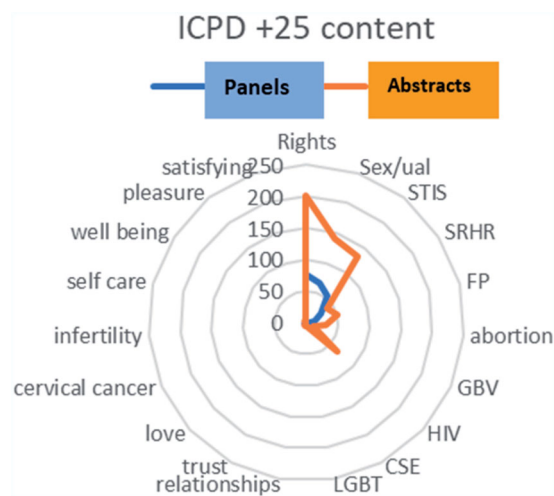 ICPD +25 content
Panels
Abstracts
Rights
satisfying
250
Sex/ual
pleasure
200
STIS
well being
150
SRHR
self care
100
FP
50
infertility
0
abortion
cervical cancer
GBV
love
HIV
trust
CSE
relationships
LGBT